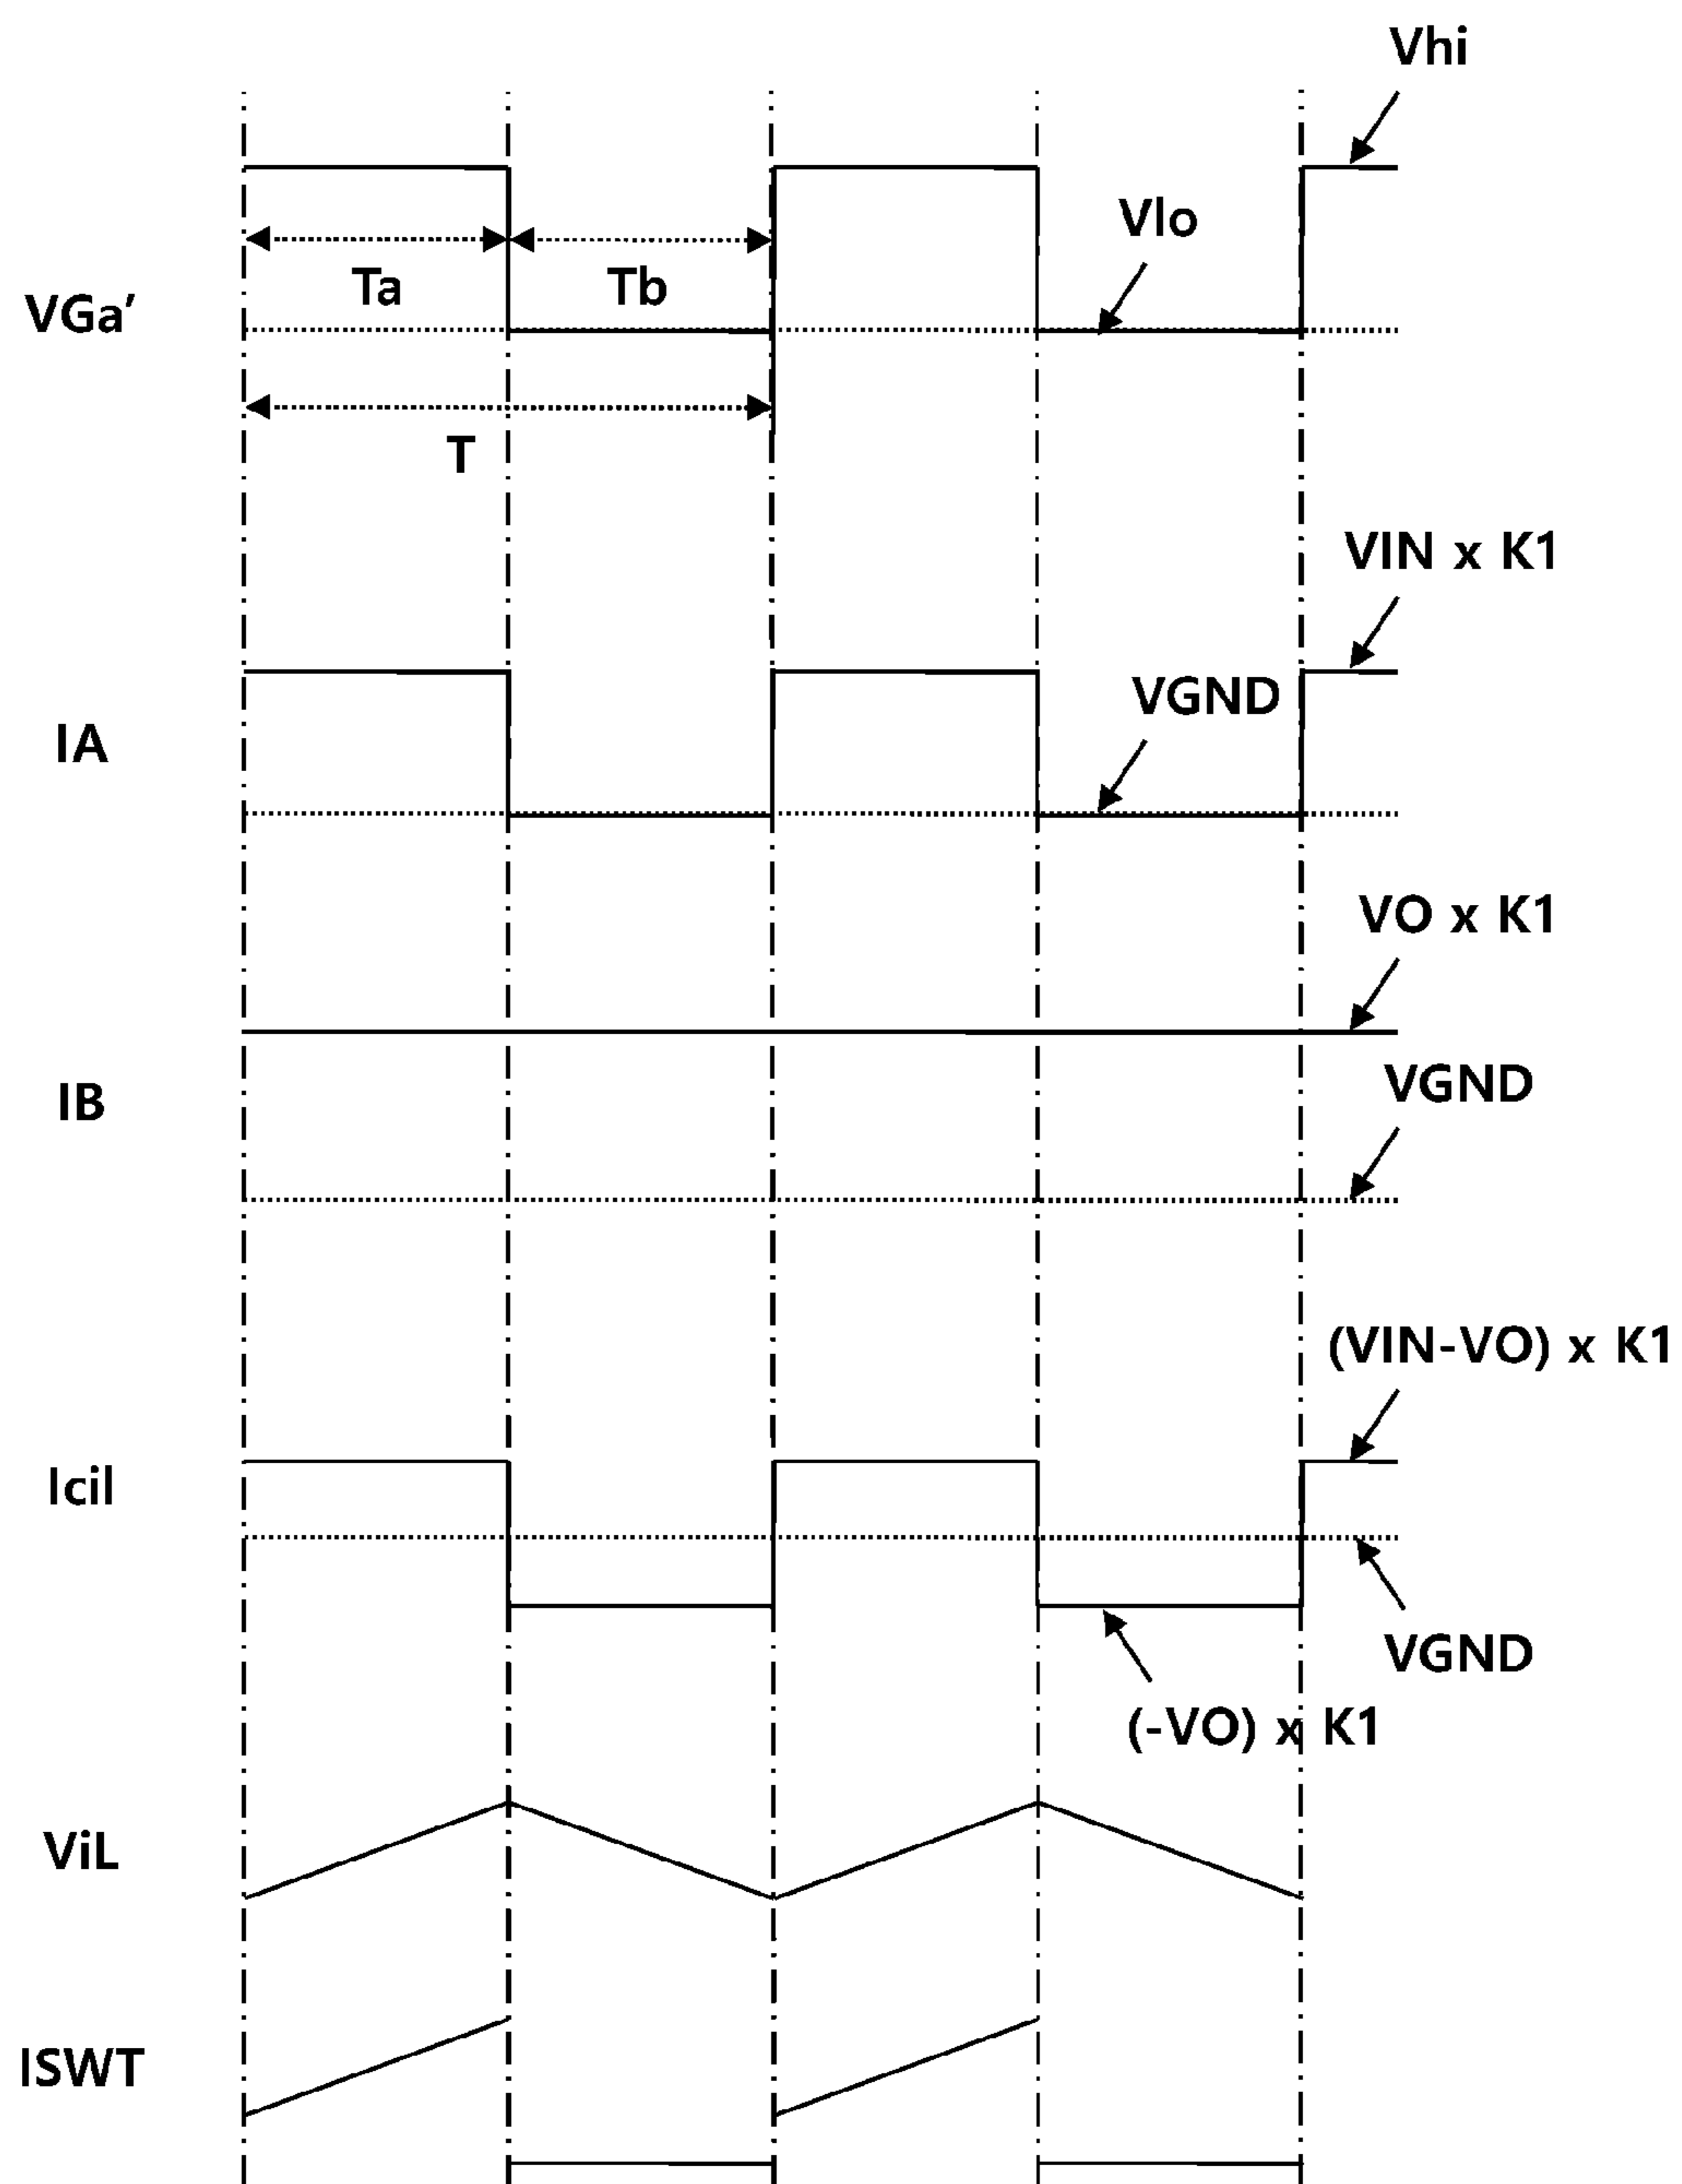 Vhi
Vlo
Ta
Tb
VGa’
T
VIN x K1
VGND
IA
VO x K1
VGND
IB
(VIN-VO) x K1
Icil
VGND
(-VO) x K1
ViL
ISWT